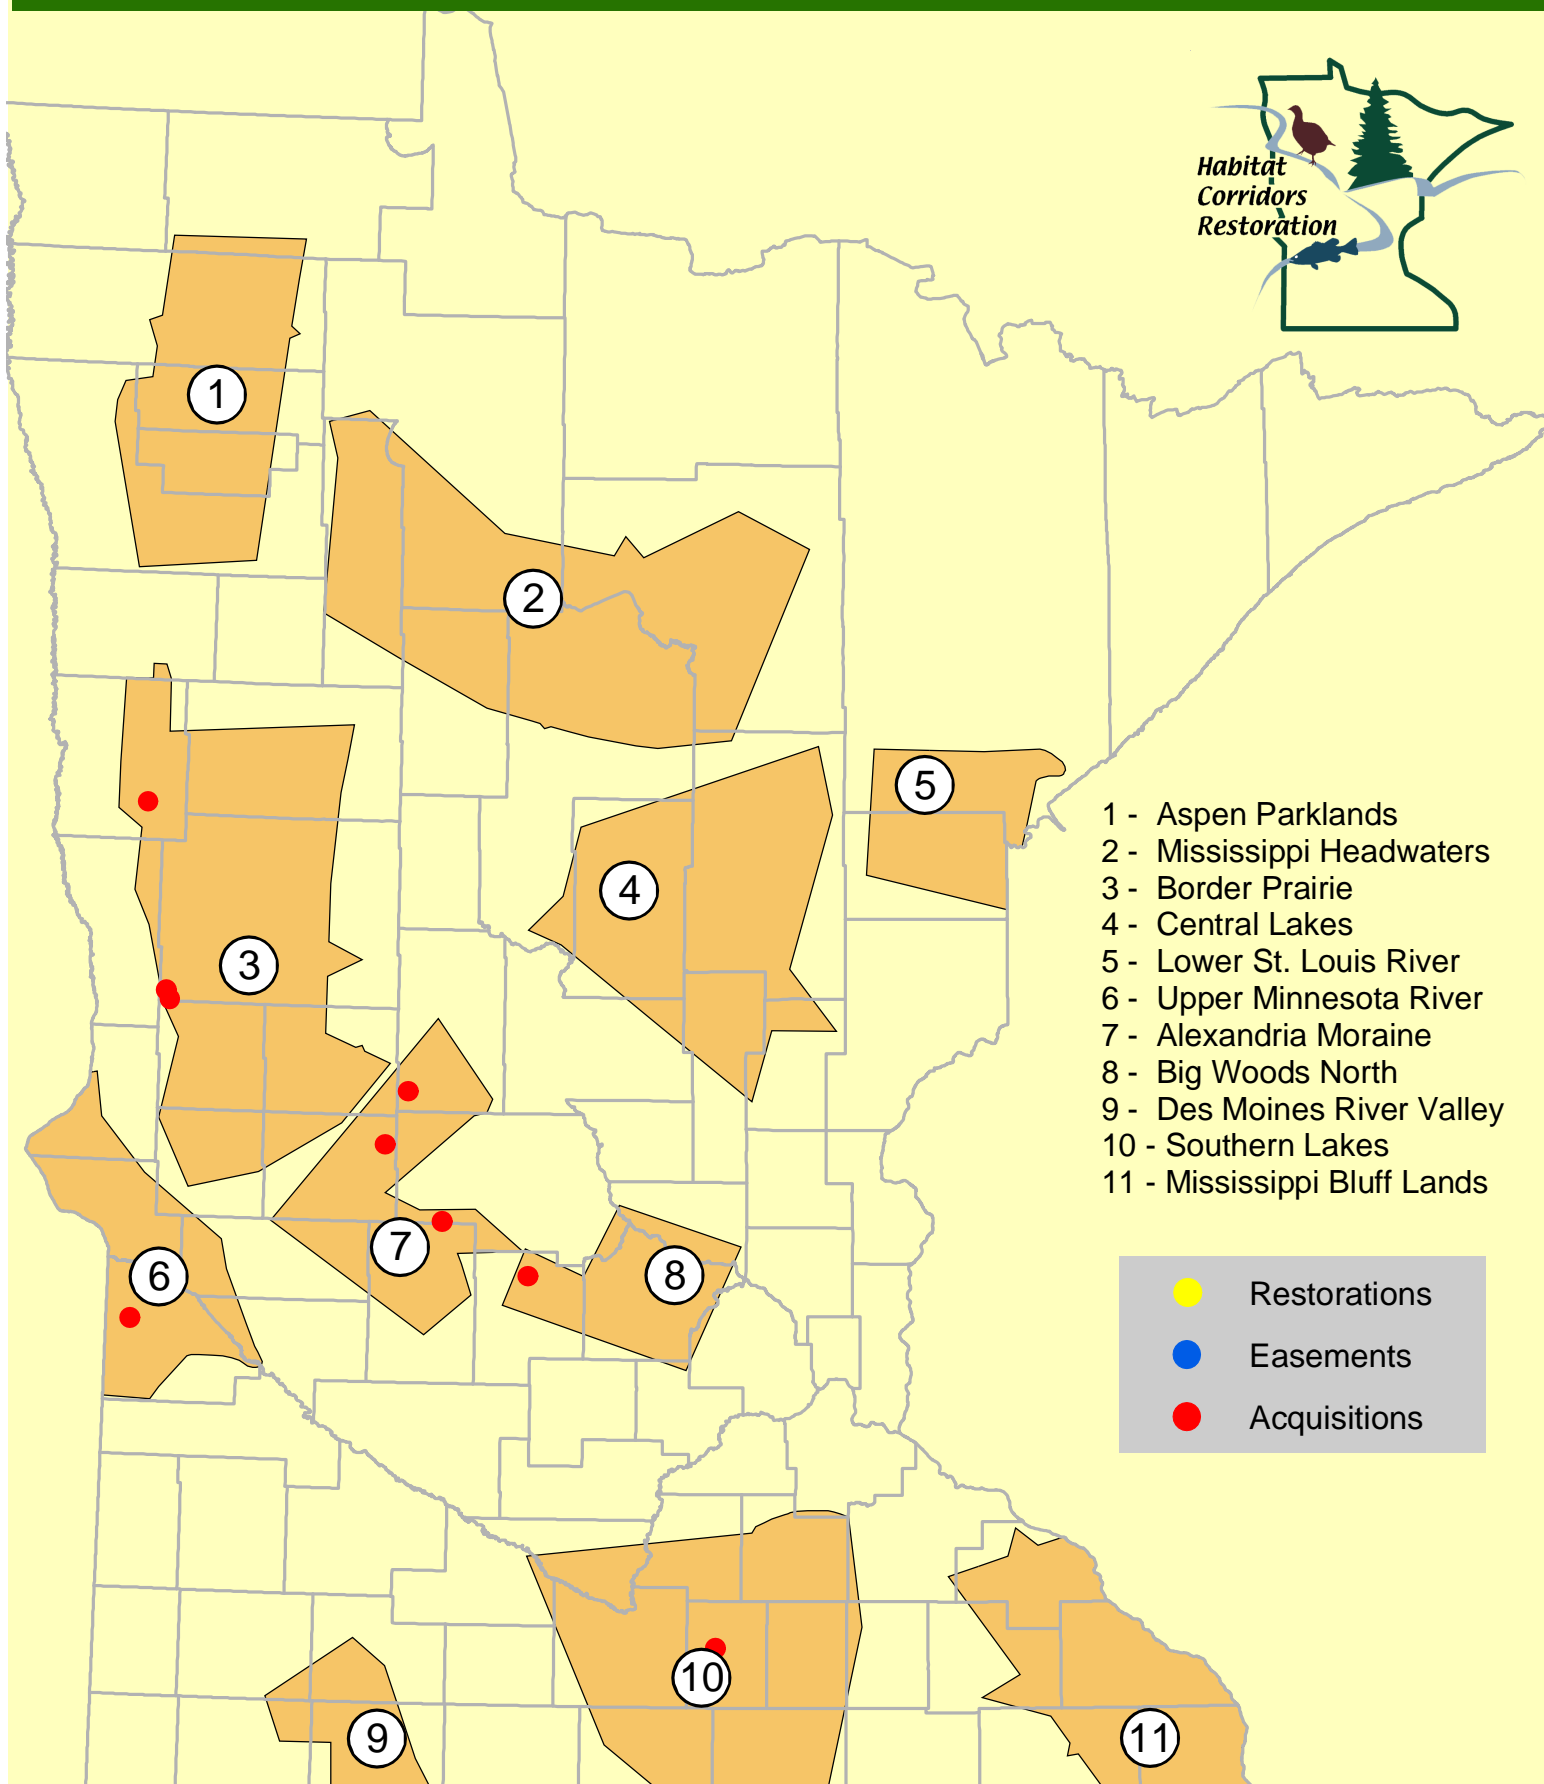 Habitat
Corridors
Restoration
1
2
3
4
5
6
7
8
9
10
11
1 - Aspen Parklands
2 - Mississippi Headwaters
3 - Border Prairie
4 - Central Lakes
5 - Lower St. Louis River
6 - Upper Minnesota River
7 - Alexandria Moraine
8 - Big Woods North
9 - Des Moines River Valley
10 - Southern Lakes
11 - Mississippi Bluff Lands
Restorations
Easements
Acquisitions